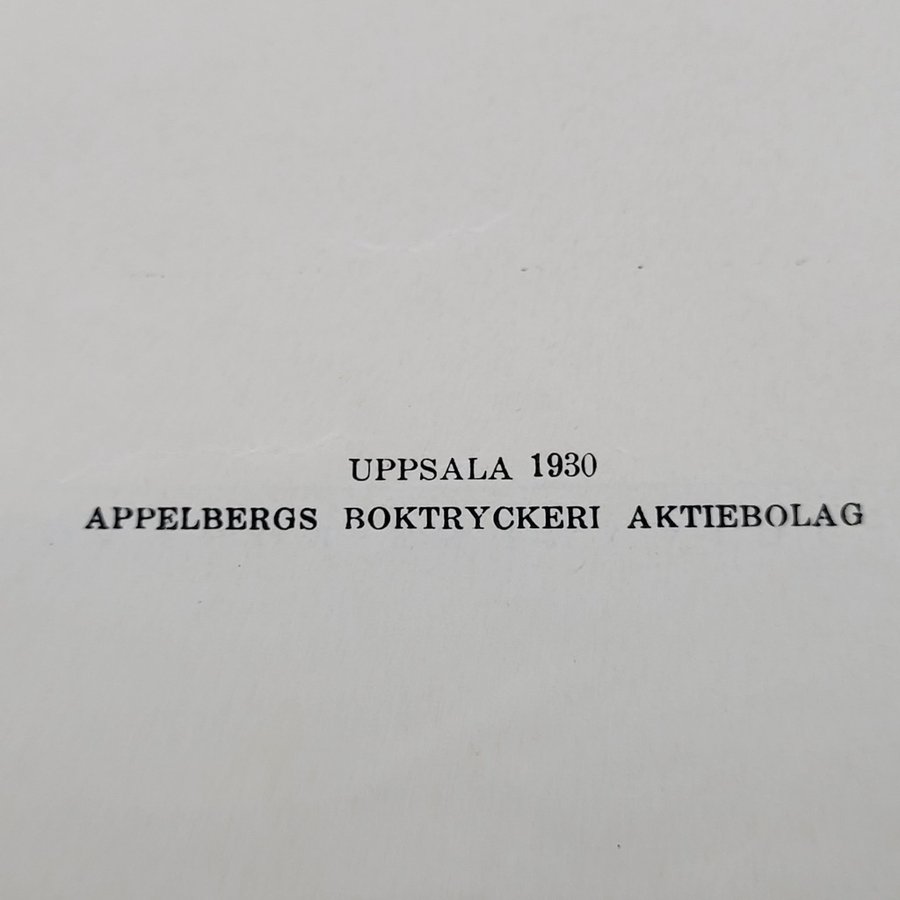 UPPSALA 1930
APPELBERGS BOKTRYCKERI AKTIEBOLAG